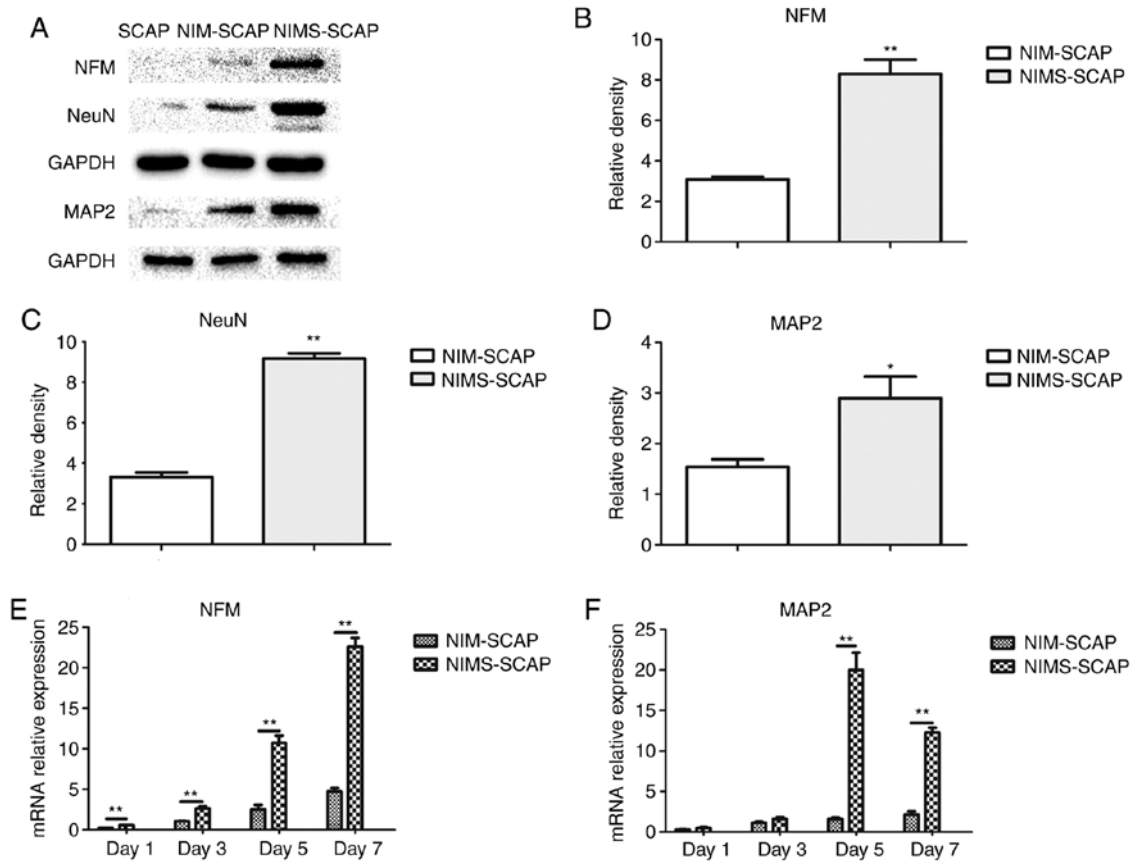 A
SCAP NIM-SCAP NIMS-SCAP
NFM
NeuN
GAPDH
MAP2
GAPDH
B
NFM
**
10
8
6
4
2
0
Relative density
NIM-SCAP
NIMS-SCAP
C
NeuN
**
10
8
6
4
2
0
Relative density
NIM-SCAP
NIMS-SCAP
D
MAP2
*
4
3
2
1
0
Relative density
NIM-SCAP
NIMS-SCAP
E
NFM
25
20
15
10
5
0
mRNA relative expression
**
**
**
**
Day 1 Day 3 Day 5 Day 7
NIM-SCAP
NIMS-SCAP
F
MAP2
25
20
15
10
5
0
mRNA relative expression
**
**
Day 1 Day 3 Day 5 Day 7
NIM-SCAP
NIMS-SCAP